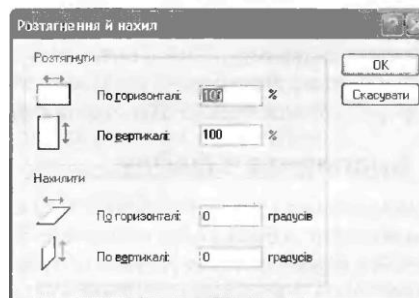 Розтягнення й нахил
Розтягнути
OK
По горизонталі: 100 %
Скасувати
По вертикалі: 100 %
Нахилити
По горизонталі: 0 градусів
По вертикалі: 0 градусів